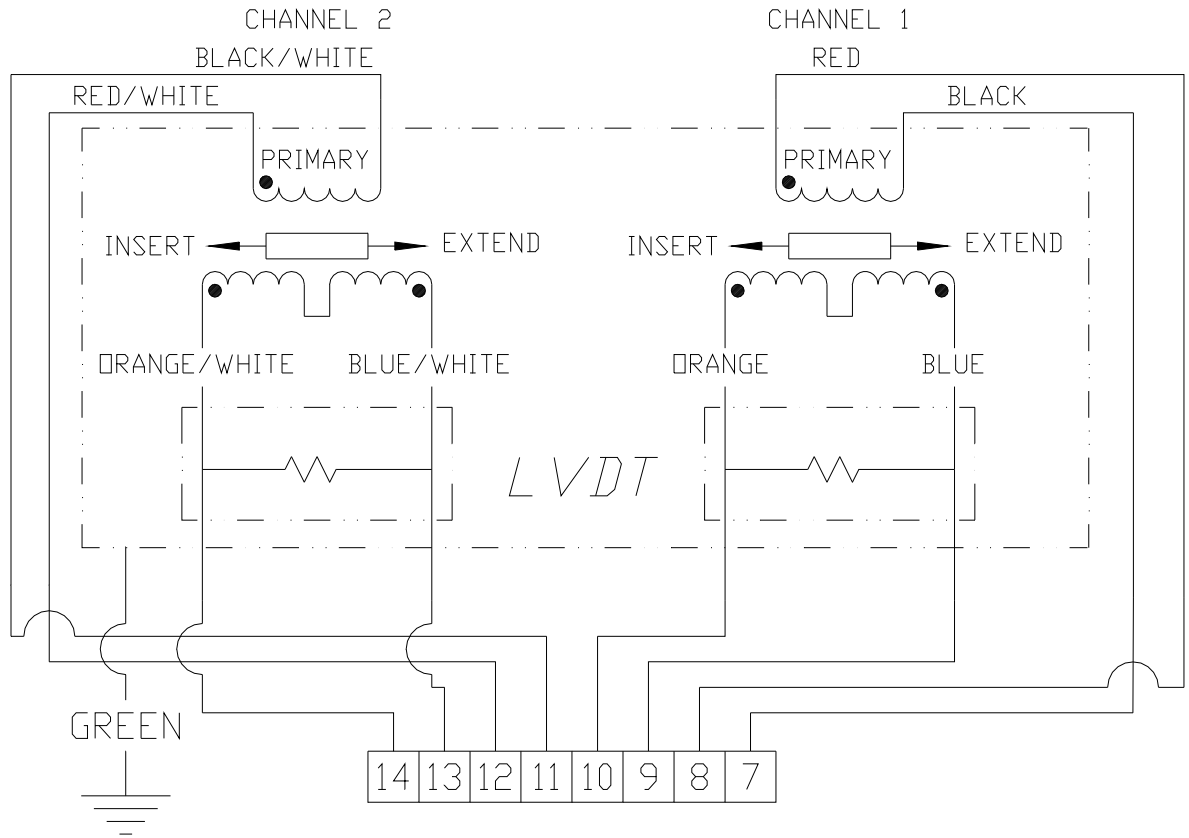 CHANNEL 2
CHANNEL 1
BLACK/WHITE
RED
RED/WHITE
BLACK
PRIMARY
PRIMARY
INSERT
EXTEND
INSERT
EXTEND
ORANGE/WHITE
BLUE/WHITE
ORANGE
BLUE
LVDT
GREEN
14 13 12 11 10 9 8 7